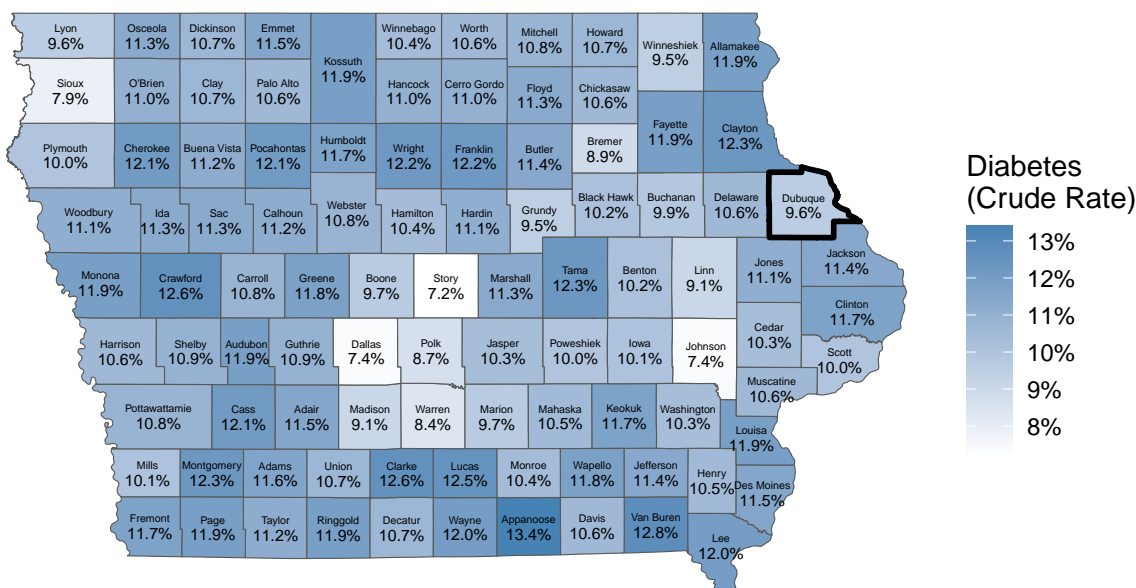 Lyon
9.6%
Osceola
11.3%
Dickinson
10.7%
Emmet
11.5%
Kossuth
11.9%
Winnebago
10.4%
Worth
10.6%
Mitchell
10.8%
Howard
10.7%
Winneshiek
9.5%
Allamakee
11.9%
Sioux
7.9%
O'Brien
11.0%
Clay
10.7%
Palo Alto
10.6%
Hancock
11.0%
Cerro Gordo
11.0%
Floyd
11.3%
Chickasaw
10.6%
Plymouth
10.0%
Cherokee
12.1%
Buena Vista
11.2%
Pocahontas
12.1%
Humboldt
11.7%
Wright
12.2%
Franklin
12.2%
Butler
11.4%
Bremer
8.9%
Fayette
11.9%
Clayton
12.3%
Woodbury
11.1%
Ida
11.3%
Sac
11.3%
Calhoun
11.2%
Webster
10.8%
Hamilton
10.4%
Hardin
11.1%
Grundy
9.5%
Black Hawk
10.2%
Buchanan
9.9%
Delaware
10.6%
Dubuque
9.6%
Monona
11.9%
Crawford
12.6%
Carroll
10.8%
Greene
11.8%
Boone
9.7%
Story
7.2%
Marshall
11.3%
Tama
12.3%
Benton
10.2%
Linn
9.1%
Jones
11.1%
Jackson
11.4%
Clinton
11.7%
Harrison
10.6%
Shelby
10.9%
Audubon
11.9%
Guthrie
10.9%
Dallas
7.4%
Polk
8.7%
Jasper
10.3%
Poweshiek
10.0%
Iowa
10.1%
Johnson
7.4%
Cedar
10.3%
Scott
10.0%
Muscatine
10.6%
Pottawattamie
10.8%
Cass
12.1%
Adair
11.5%
Madison
9.1%
Warren
8.4%
Marion
9.7%
Mahaska
10.5%
Keokuk
11.7%
Washington
10.3%
Louisa
11.9%
Mills
10.1%
Montgomery
12.3%
Adams
11.6%
Union
10.7%
Clarke
12.6%
Lucas
12.5%
Monroe
10.4%
Wapello
11.8%
Jefferson
11.4%
Henry
10.5%
Des Moines
11.5%
Fremont
11.7%
Page
11.9%
Taylor
11.2%
Ringgold
11.9%
Decatur
10.7%
Wayne
12.0%
Appanoose
13.4%
Davis
10.6%
Van Buren
12.8%
Lee
12.0%
Diabetes
(Crude Rate)
13%
12%
11%
10%
9%
8%